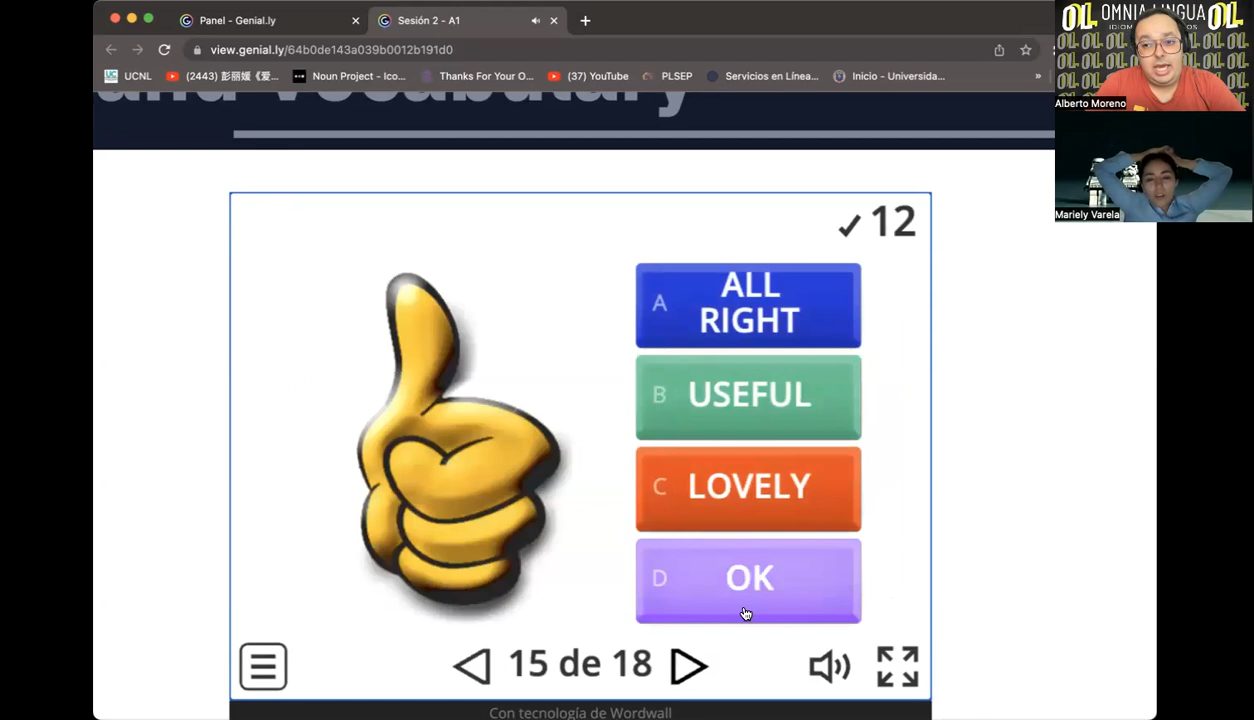 Panel - Genial.ly
Sesión 2 - A1
view.genial.ly/64b0de143a039b0012b191d0
UCNL
(2443) 彭丽媛《爱...
Noun Project - Ico...
Thanks For Your O...
(37) YouTube
PLSEP
Servicios en Línea...
Inicio - Universida...
»
and vocabulary
12
A
ALL
RIGHT
B
USEFUL
C
LOVELY
D
OK
15 de 18
Con tecnología de Wordwall
OMNIA LINGUA
Alberto Moreno
Mariely Varela